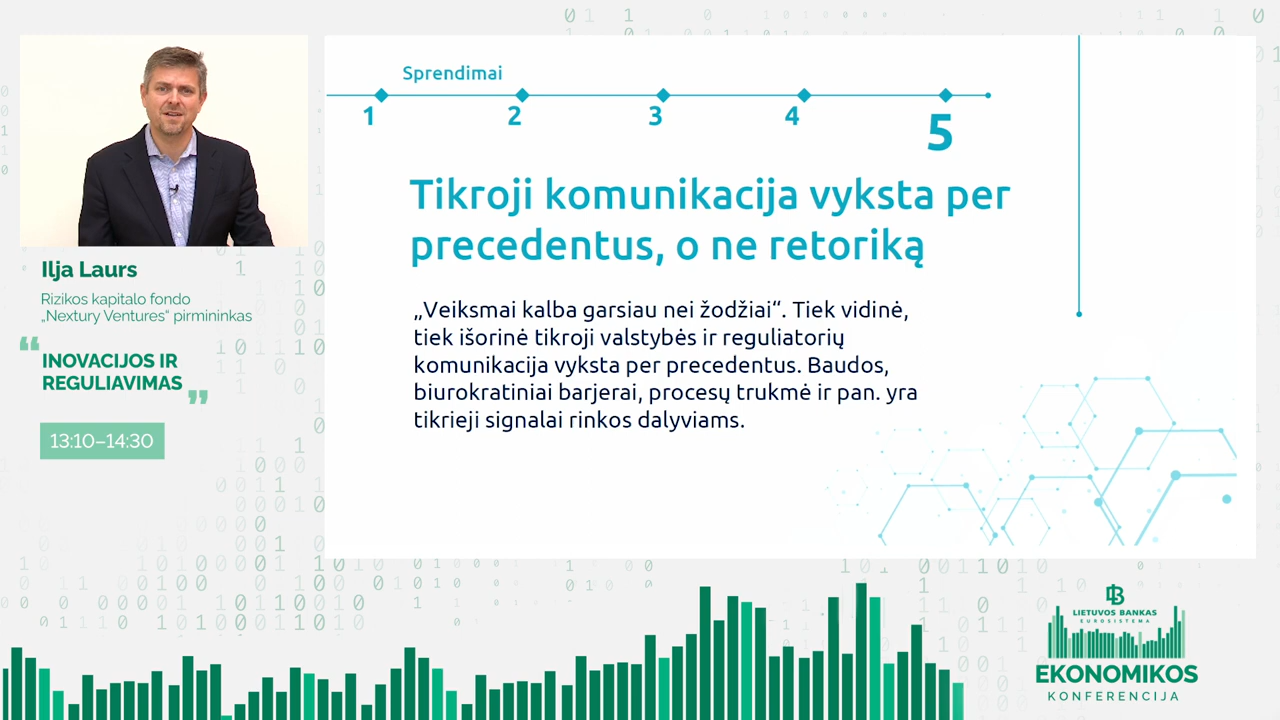 Sprendimai
1
2
3
4
5
Tikroji komunikacija vyksta per
precedentus, o ne retoriką
„Veiksmai kalba garsiau nei žodžiai“. Tiek vidinė,
tiek išorinė tikroji valstybės ir reguliatorių
komunikacija vyksta per precedentus. Baudos,
biurokratiniai barjerai, procesų trukmė ir pan. yra
tikrieji signalai rinkos dalyviams.
Ilja Laurs
Rizikos kapitalo fondo
„Nextury Ventures“ pirmininkas
INOVACIJOS IR
REGULIAVIMAS
13:10–14:30
LIETUVOS BANKAS
EUROSISTEMA
EKONOMIKOS
KONFERENCIJA